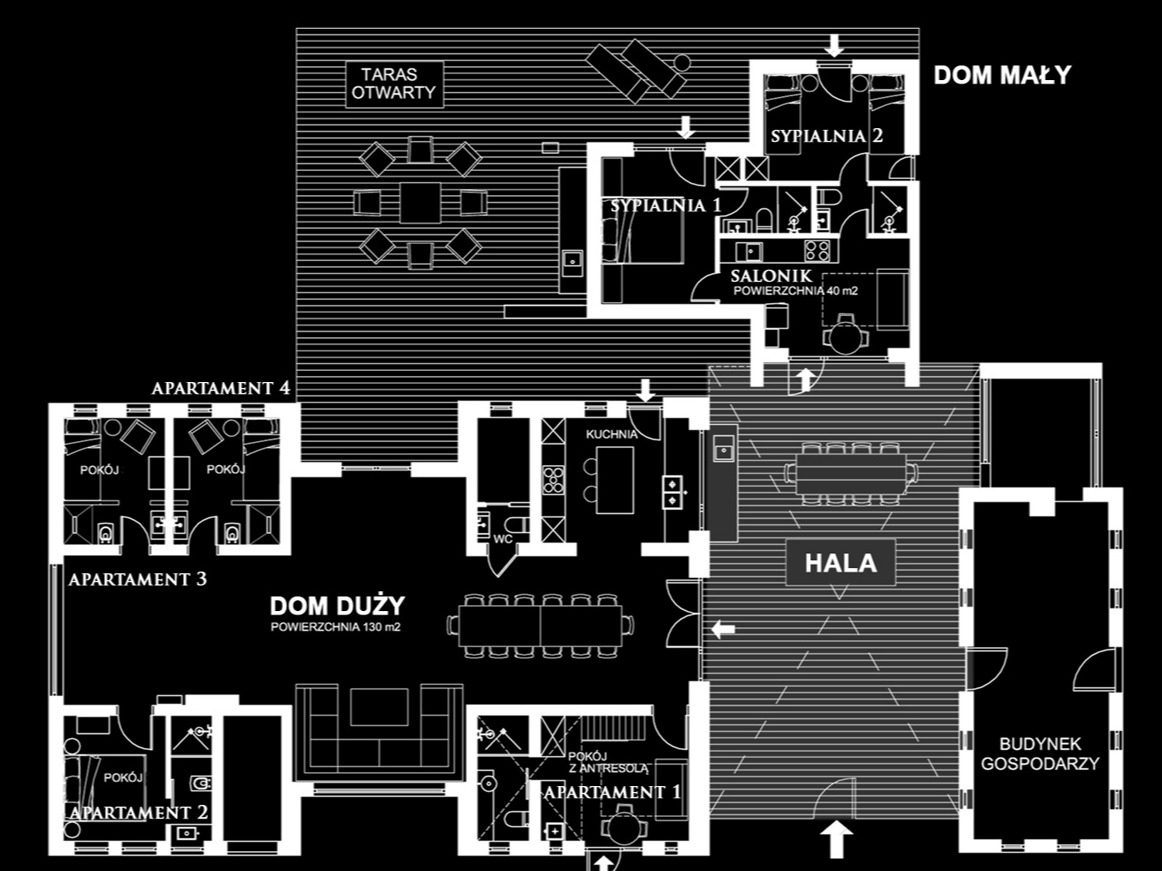 TARAS
OTWARTY
DOM MAŁY
SYPIALNIA 2
SYPIALNIA 1
SALONIK
POWIERZCHNIA 40 m2
APARTAMENT 4
KUCHNIA
POKÓJ
POKÓJ
WC
HALA
APARTAMENT 3
DOM DUŻY
POWIERZCHNIA 130 m2
BUDYNEK
GOSPODARZY
POKÓJ
Z ANTRESOLĄ
POKÓJ
APARTAMENT 1
APARTAMENT 2